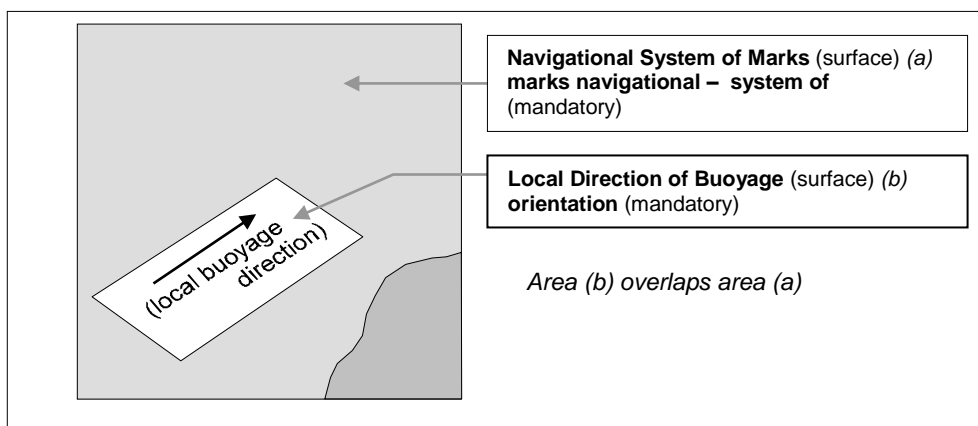 Navigational System of Marks (surface) (a)
marks navigational – system of
(mandatory)
Local Direction of Buoyage (surface) (b)
orientation (mandatory)
(local buoyage
direction)
Area (b) overlaps area (a)